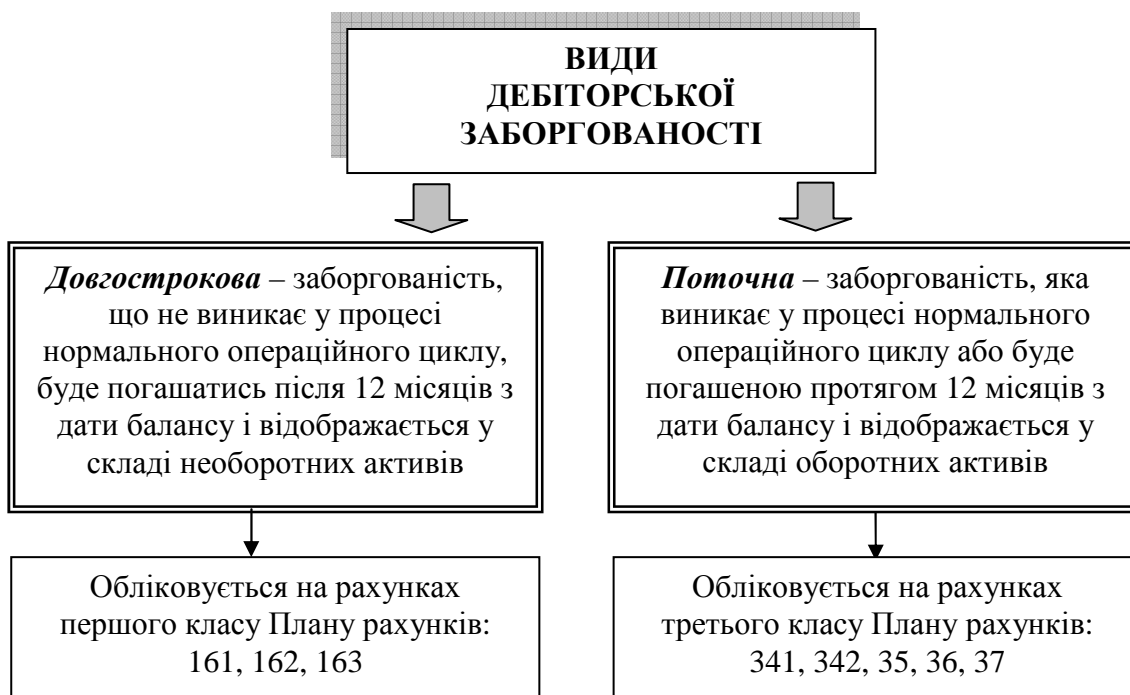 ВИДИ
ДЕБІТОРСЬКОЇ
ЗАБОРГОВАНОСТІ
Довгострокова – заборгованість,
що не виникає у процесі
нормального операційного циклу,
буде погашатись після 12 місяців з
дати балансу і відображається у
складі необоротних активів
Поточна – заборгованість, яка
виникає у процесі нормального
операційного циклу або буде
погашеною протягом 12 місяців з
дати балансу і відображається у
складі оборотних активів
Обліковується на рахунках
першого класу Плану рахунків:
161, 162, 163
Обліковується на рахунках
третього класу Плану рахунків:
341, 342, 35, 36, 37